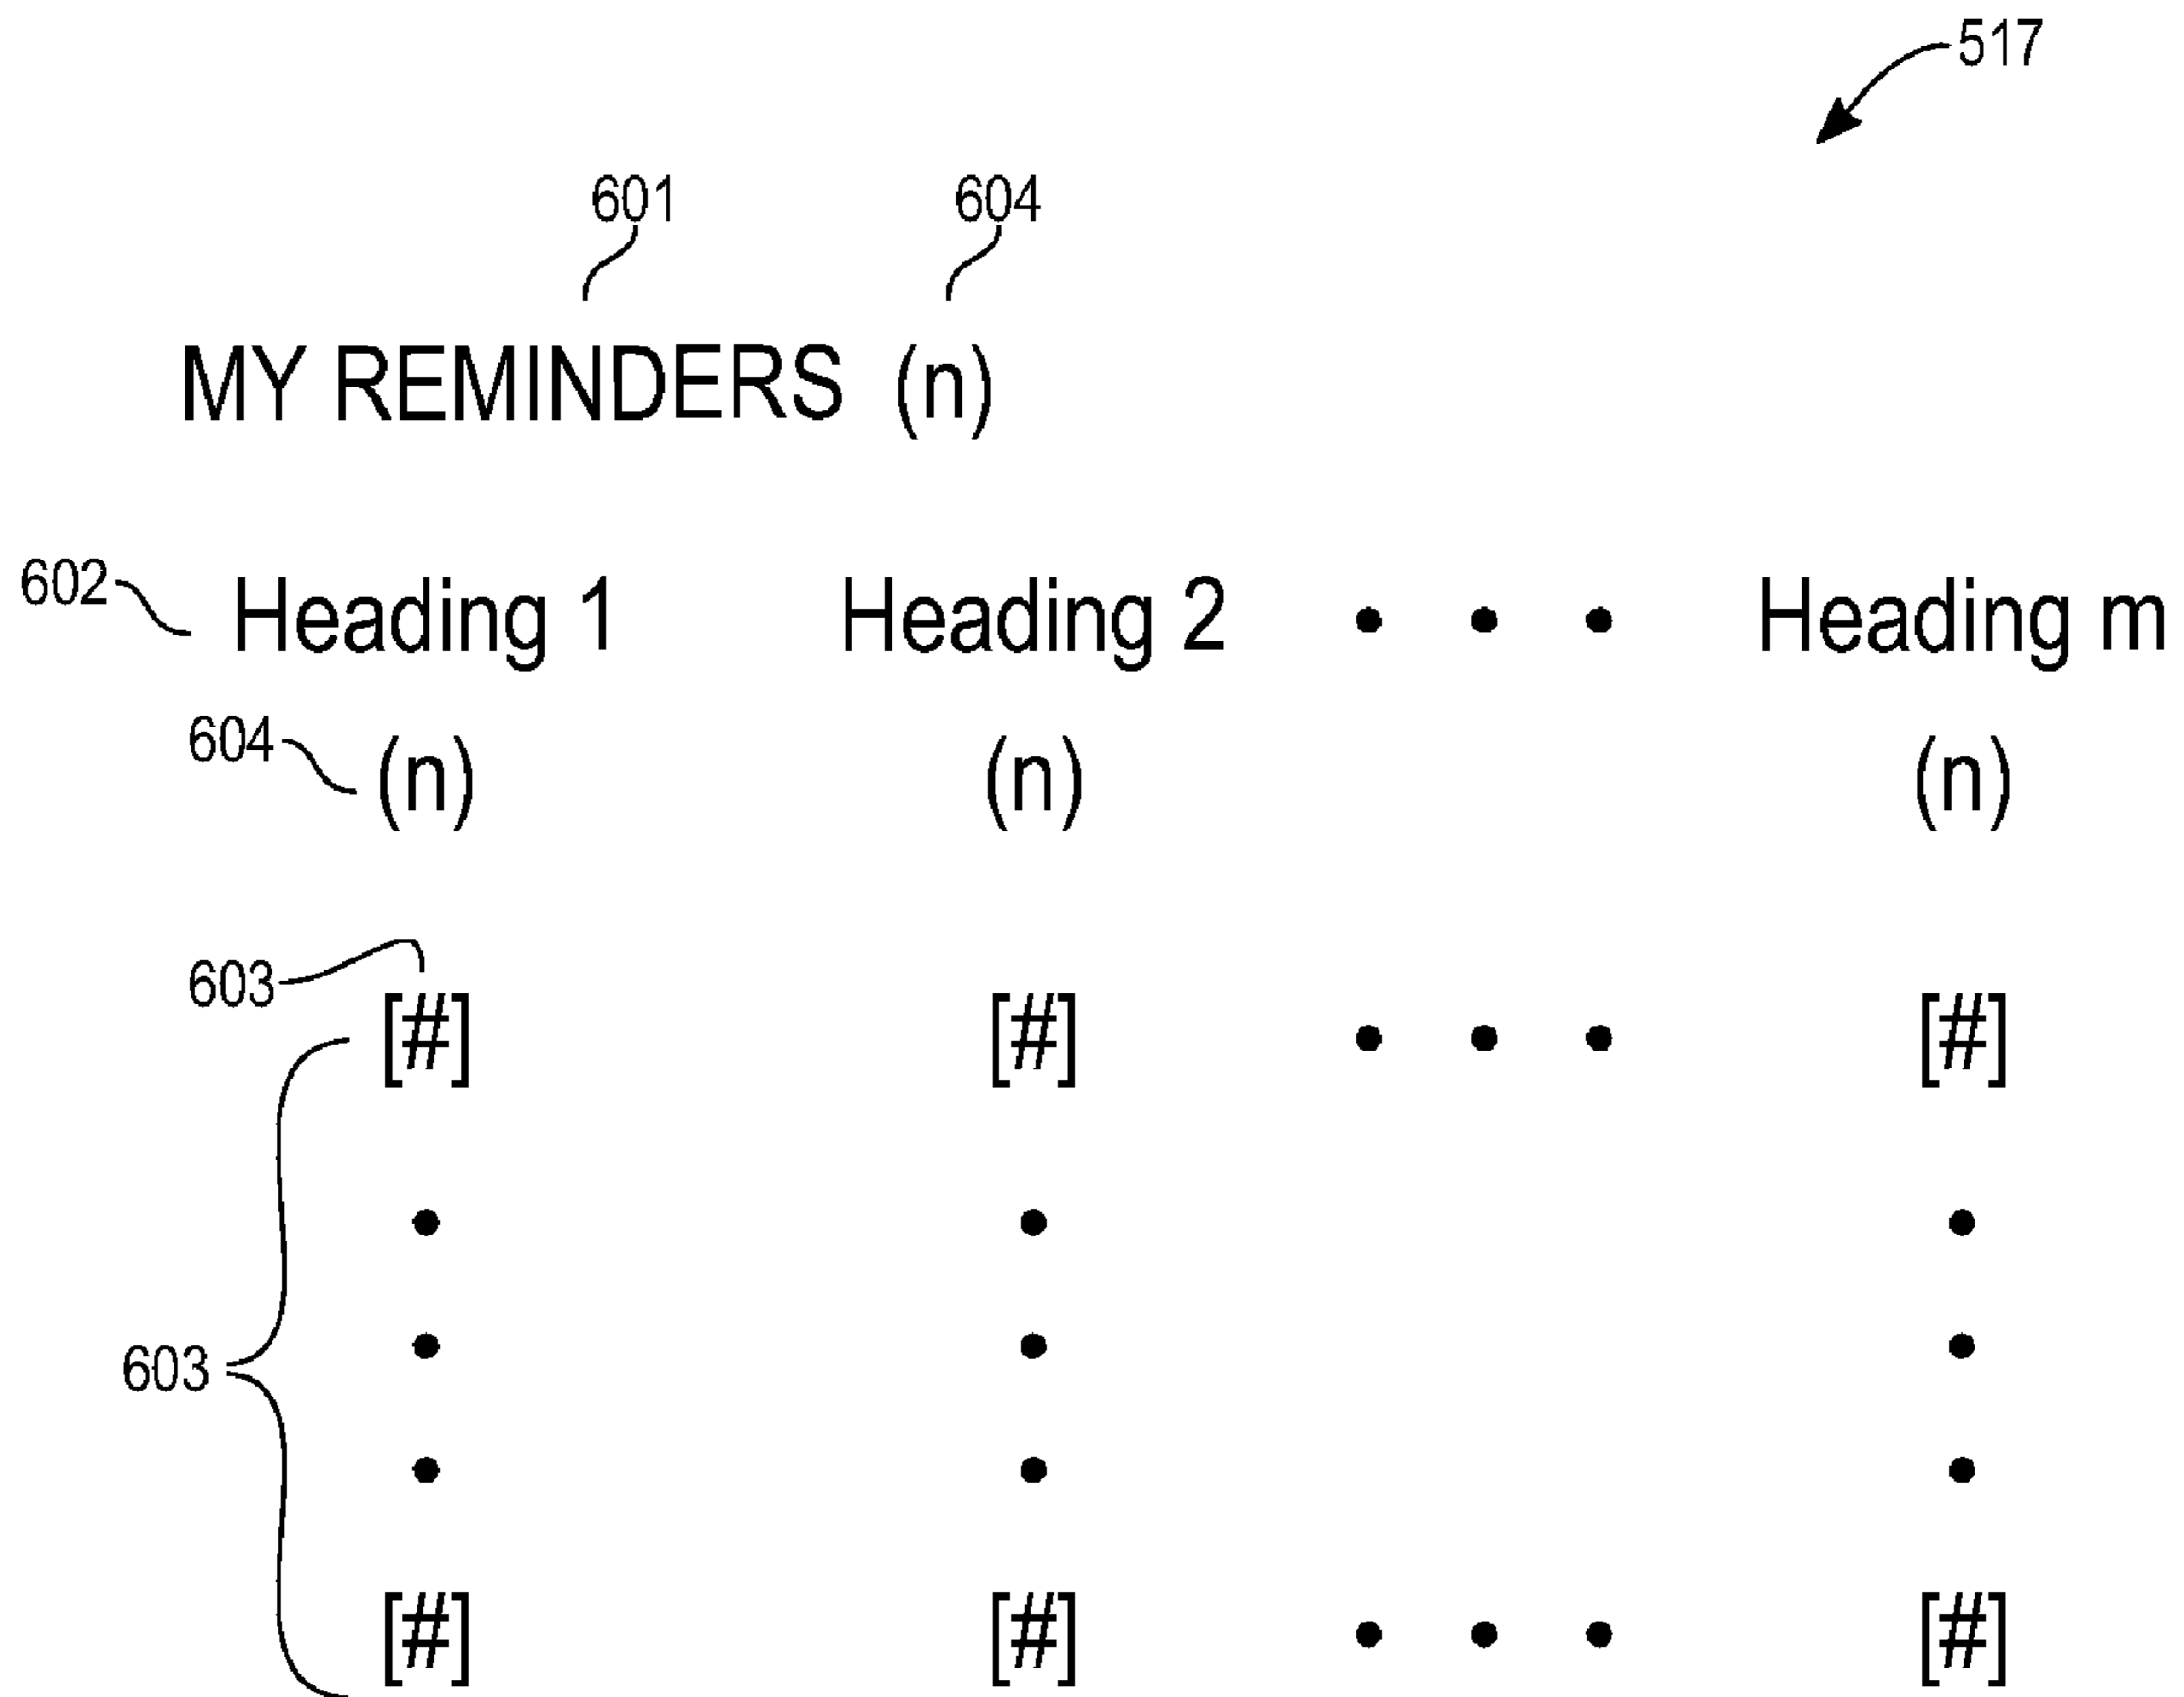 517
601 604
MY REMINDERS (n)
602 Heading 1 Heading 2 • • • Heading m
604 (n) (n) (n)
603
[#] [#] • • • [#]
• • •
• • •
603
• • •
[#] [#] • • • [#]